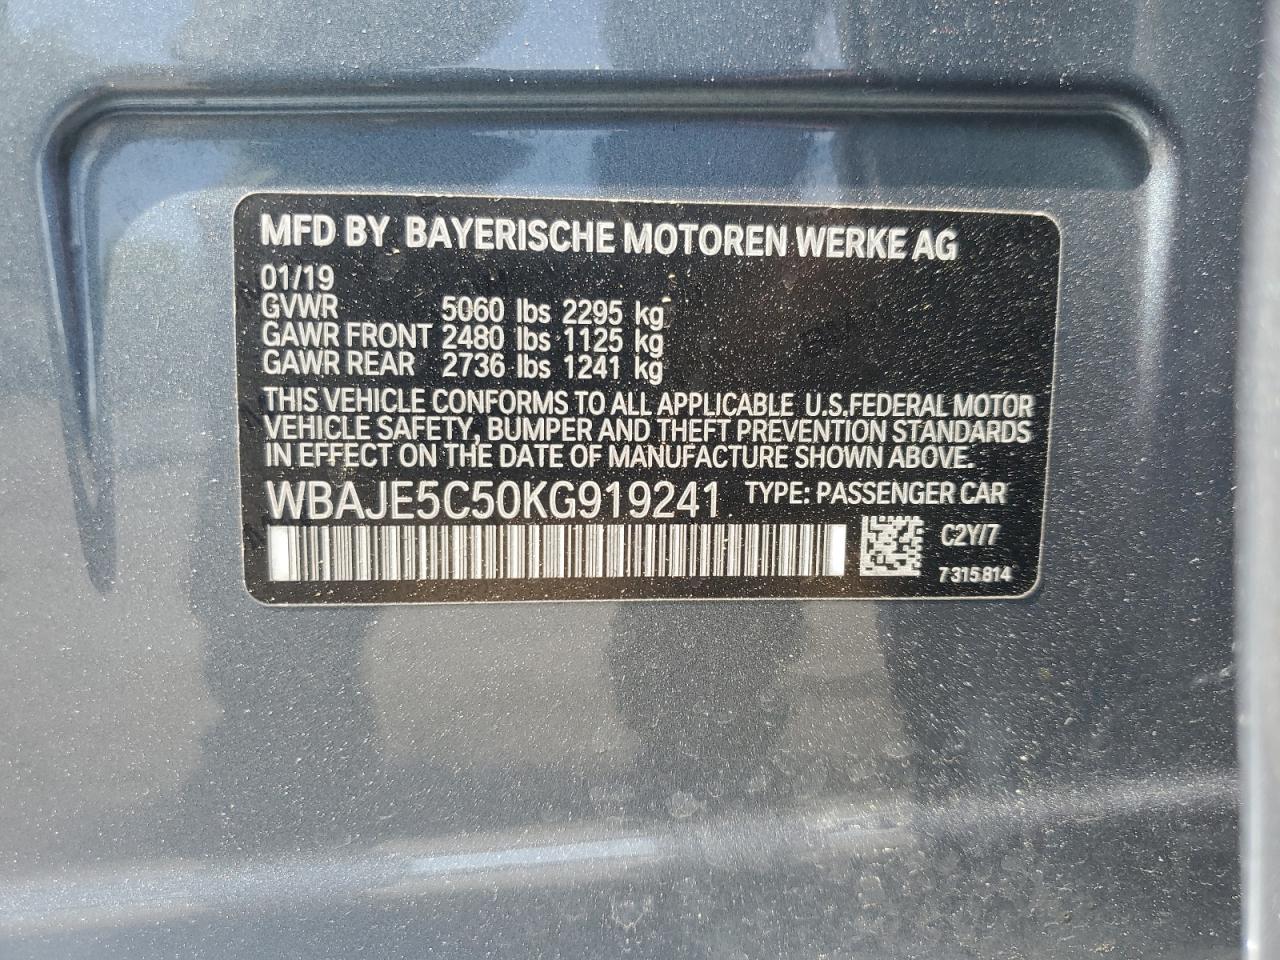 MFD BY BAYERISCHE MOTOREN WERKE AG
01/19
GVWR 5060 lbs 2295 kg
GAWR FRONT 2480 lbs 1125 kg
GAWR REAR 2736 lbs 1241 kg
THIS VEHICLE CONFORMS TO ALL APPLICABLE U.S.FEDERAL MOTOR
VEHICLE SAFETY, BUMPER AND THEFT PREVENTION STANDARDS
IN EFFECT ON THE DATE OF MANUFACTURE SHOWN ABOVE.
WBAJE5C50KG919241 TYPE: PASSENGER CAR
C2Y/7
7 315 814